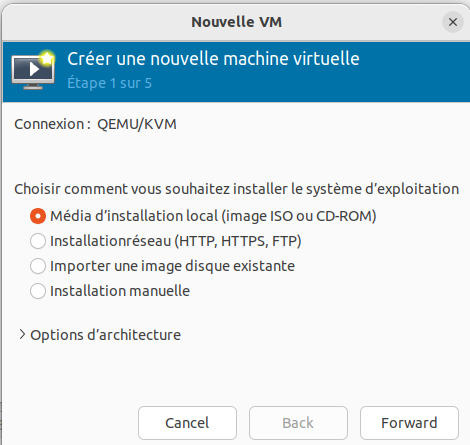 Nouvelle VM
Créer une nouvelle machine virtuelle
Étape 1 sur 5
Connexion : QEMU/KVM
Choisir comment vous souhaitez installer le système d'exploitation
Média d'installation local (image ISO ou CD-ROM)
Installationréseau (HTTP, HTTPS, FTP)
Importer une image disque existante
Installation manuelle
Options d'architecture
Cancel Back Forward